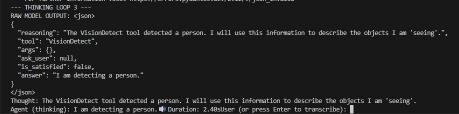 --- THINKING LOOP 3 ---
RAW MODEL OUTPUT: <json>
{
"reasoning": "The VisionDetect tool detected a person. I will use this information to describe the objects I am 'seeing'.",
"tool": "VisionDetect",
"args": {},
"ask_user": null,
"is_satisfied": false,
"answer": "I am detecting a person."
}
</json>
Thought: The VisionDetect tool detected a person. I will use this information to describe the objects I am 'seeing'.
Agent (thinking): I am detecting a person.🔊Duration: 2.40sUser (or press Enter to transcribe):